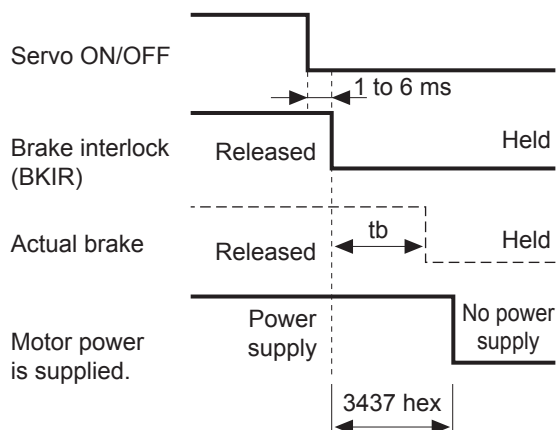 Servo ON/OFF
1 to 6 ms
Brake interlock
(BKIR)
Released
Held
Actual brake
Released
tb
Held
Motor power
is supplied.
Power
supply
No power
supply
3437 hex